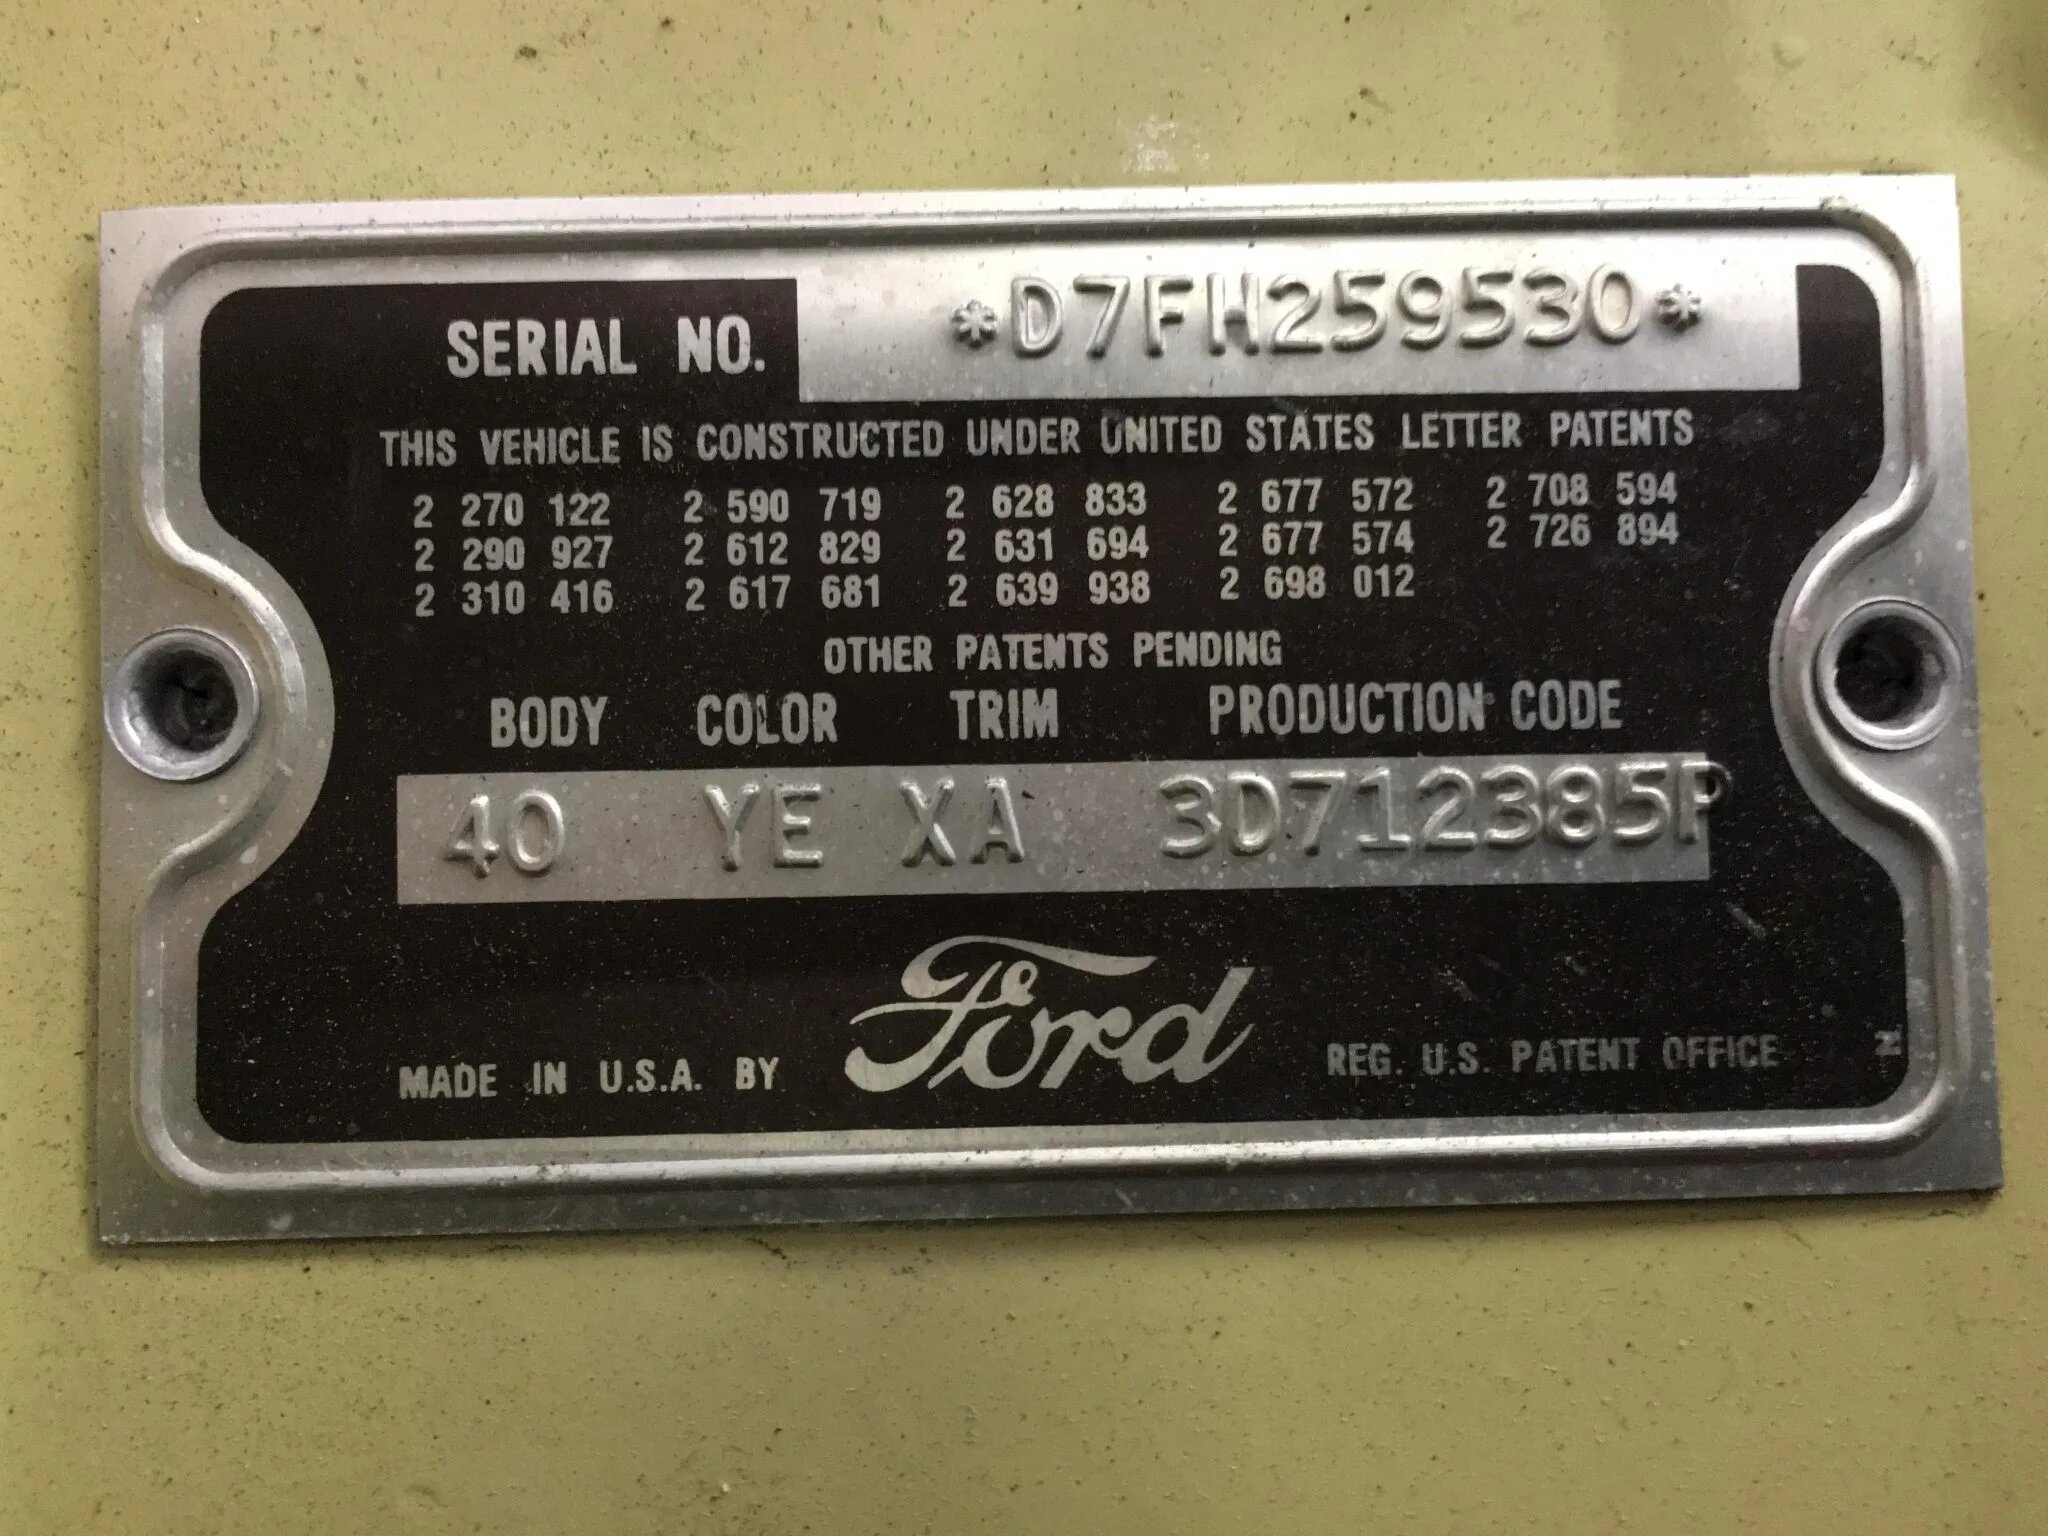 SERIAL NO. *D7FH259530*
THIS VEHICLE IS CONSTRUCTED UNDER UNITED STATES LETTER PATENTS
2 270 122 2 590 719 2 628 833 2 677 572 2 708 594
2 290 927 2 612 829 2 631 694 2 677 574 2 726 894
2 310 416 2 617 681 2 639 938 2 698 012
OTHER PATENTS PENDING
BODY COLOR TRIM PRODUCTION CODE
40 YE XA 3D712385P
MADE IN U.S.A. BY Ford REG. U.S. PATENT OFFICE Z